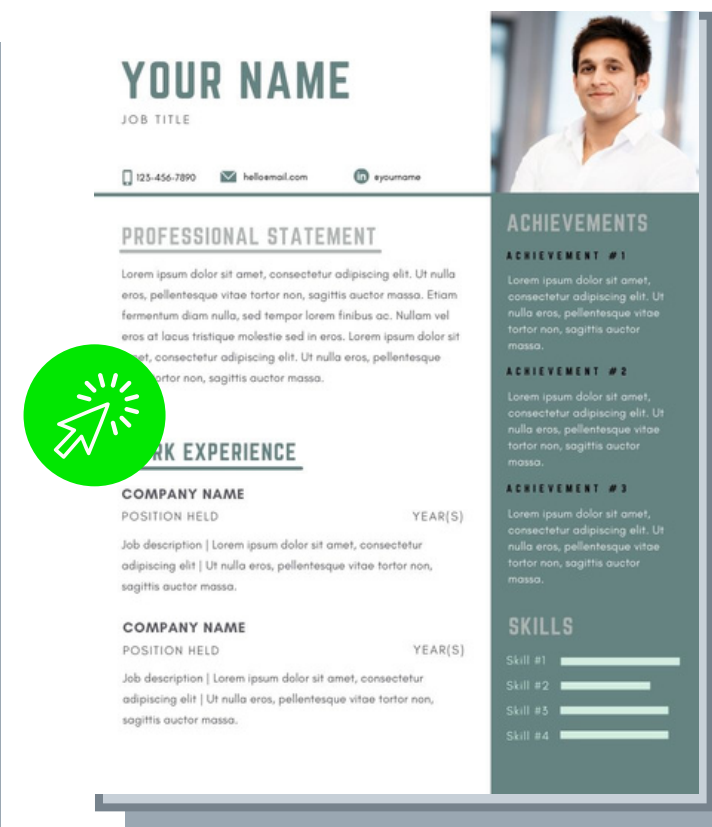 YOUR NAME
JOB TITLE
123-456-7890
helloemail.com
in
eyourname
PROFESSIONAL STATEMENT
Lorem ipsum dolor sit amet, consectetur adipiscing elit. Ut nulla
eros, pellentesque vitae tortor non, sagittis auctor massa. Etiam
fermentum diam nulla, sed tempor lorem finibus ac. Nullam vel
eros at lacus tristique molestie sed in eros. Lorem ipsum dolor sit
consectetur adipiscing elit. Ut nulla eros, pellentesque
tortor non, sagittis auctor massa.
EXPERIENCE
COMPANY NAME
POSITION HELD YEAR(S)
Job description | Lorem ipsum dolor sit amet, consectetur
adipiscing elit | Ut nulla eros, pellentesque vitae tortor non,
sagittis auctor massa.
COMPANY NAME
POSITION HELD YEAR(S)
Job description | Lorem ipsum dolor sit amet, consectetur
adipiscing elit | Ut nulla eros, pellentesque vitae tortor non,
sagittis auctor massa.
ACHIEVEMENTS
ACHIEVEMENT #1
Lorem ipsum dolor sit amet,
consectetur adipiscing elit. Ut
nulla eros, pellentesque vitae
tortor non, sagittis auctor
massa.
ACHIEVEMENT #2
Lorem ipsum dolor sit amet,
consectetur adipiscing elit. Ut
nulla eros, pellentesque vitae
tortor non, sagittis auctor
massa.
ACHIEVEMENT #3
Lorem ipsum dolor sit amet,
consectetur adipiscing elit. Ut
nulla eros, pellentesque vitae
tortor non, sagittis auctor
massa.
SKILLS
Skill #1
Skill #2
Skill #3
Skill #4